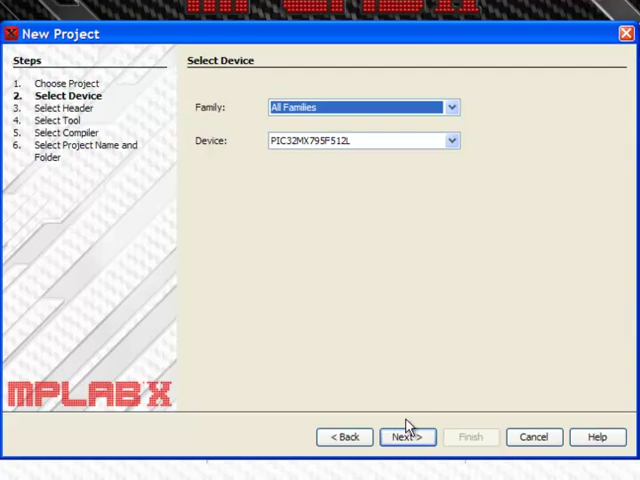 New Project
Steps
1. Choose Project
2. Select Device
3. Select Header
4. Select Tool
5. Select Compiler
6. Select Project Name and
Folder
Select Device
Family: All Families
Device: PIC32MX795F512L
MPLAB X
< Back Next > Finish Cancel Help